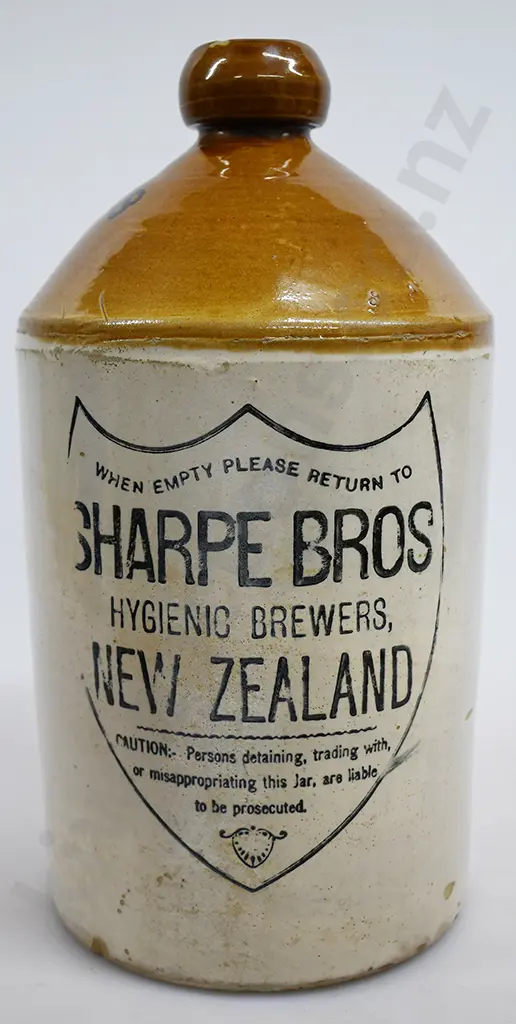 WHEN EMPTY PLEASE RETURN TO
SHARPE BROS
HYGIENIC BREWERS,
NEW ZEALAND
CAUTION:- Persons detaining, trading with,
or misappropriating this Jar, are liable
to be prosecuted.
.nz